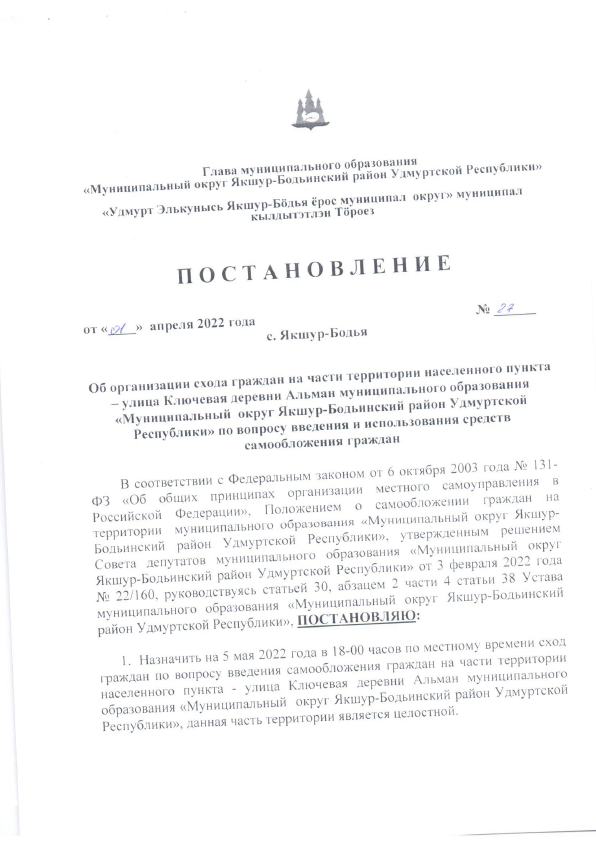 Глава муниципального образования
«Муниципальный округ Якшур-Бодьинский район Удмуртской Республики»
«Удмурт Элькунысь Якшур-Бӧдья ёрос муниципал округ» муниципал
кылдытэтлэн Тӧроез
ПОСТАНОВЛЕНИЕ
от «01» апреля 2022 года
№ 27
с. Якшур-Бодья
Об организации схода граждан на части территории населенного пункта
– улица Ключевая деревни Альман муниципального образования
«Муниципальный округ Якшур-Бодьинский район Удмуртской
Республики» по вопросу введения и использования средств
самообложения граждан
В соответствии с Федеральным законом от 6 октября 2003 года № 131-
ФЗ «Об общих принципах организации местного самоуправления в
Российской Федерации», Положением о самообложении граждан на
территории муниципального образования «Муниципальный округ Якшур-
Бодьинский район Удмуртской Республики», утвержденным решением
Совета депутатов муниципального образования «Муниципальный округ
Якшур-Бодьинский район Удмуртской Республики» от 3 февраля 2022 года
№ 22/160, руководствуясь статьей 30, абзацем 2 части 4 статьи 38 Устава
муниципального образования «Муниципальный округ Якшур-Бодьинский
район Удмуртской Республики», ПОСТАНОВЛЯЮ:
1. Назначить на 5 мая 2022 года в 18-00 часов по местному времени сход
граждан по вопросу введения самообложения граждан на части территории
населенного пункта - улица Ключевая деревни Альман муниципального
образования «Муниципальный округ Якшур-Бодьинский район Удмуртской
Республики», данная часть территории является целостной.